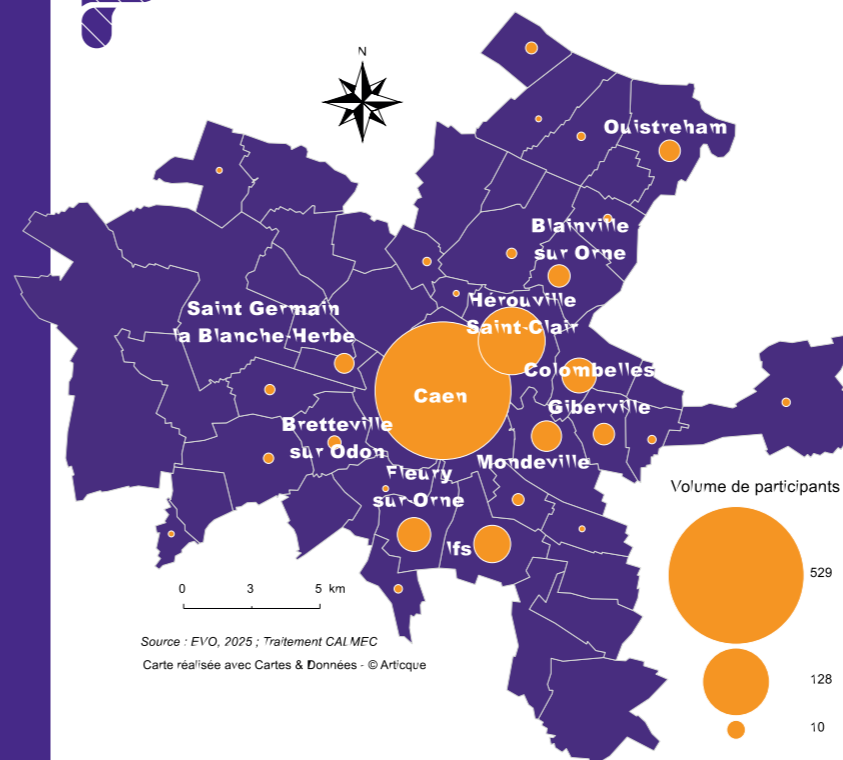 N
Ouistreham
Blainville
sur Orne
Hérouville
Saint-Clair
Saint Germain
la Blanche-Herbe
Colombelles
Caen
Giberville
Bretteville
sur Odon
Mondeville
Fleury
sur-Orne
Ifs
Volume de participants
529
128
10
0 3 5 km
Source : EVO, 2025 ; Traitement CALMEC
Carte réalisée avec Cartes & Données - © Articque